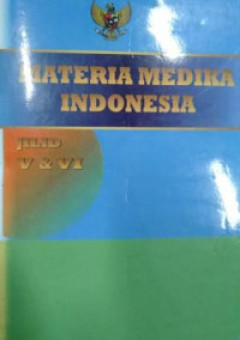 MATERIA MEDIKA
INDONESIA
JILID
V & VI